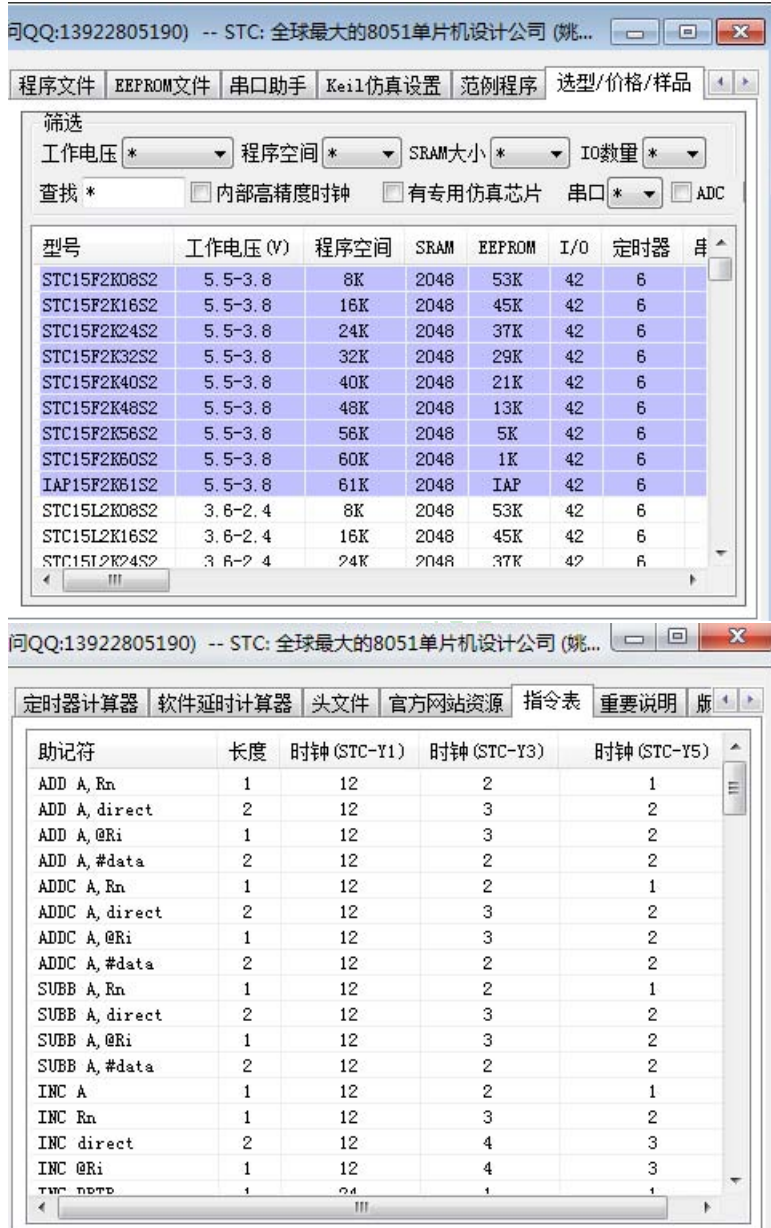 问QQ:13922805190) -- STC: 全球最大的8051单片机设计公司 (姚...
程序文件 EEPROM文件 串口助手 Keil仿真设置 范例程序 选型/价格/样品
筛选
工作电压 * 程序空间 * SRAM大小 * IO数量 *
查找 * 内部高精度时钟 有专用仿真芯片 串口 * ADC
型号 工作电压(V) 程序空间 SRAM EEPROM I/O 定时器 串
STC15F2K08S2 5.5-3.8 8K 2048 53K 42 6
STC15F2K16S2 5.5-3.8 16K 2048 45K 42 6
STC15F2K24S2 5.5-3.8 24K 2048 37K 42 6
STC15F2K32S2 5.5-3.8 32K 2048 29K 42 6
STC15F2K40S2 5.5-3.8 40K 2048 21K 42 6
STC15F2K48S2 5.5-3.8 48K 2048 13K 42 6
STC15F2K56S2 5.5-3.8 56K 2048 5K 42 6
STC15F2K60S2 5.5-3.8 60K 2048 1K 42 6
IAP15F2K61S2 5.5-3.8 61K 2048 IAP 42 6
STC15L2K08S2 3.6-2.4 8K 2048 53K 42 6
STC15L2K16S2 3.6-2.4 16K 2048 45K 42 6
STC15L2K24S2 3.6-2.4 24K 2048 37K 42 6
问QQ:13922805190) -- STC: 全球最大的8051单片机设计公司 (姚...
定时器计算器 软件延时计算器 头文件 官方网站资源 指令表 重要说明 版
助记符 长度 时钟(STC-Y1) 时钟(STC-Y3) 时钟(STC-Y5)
ADD A,Rn 1 12 2 1
ADD A,direct 2 12 3 2
ADD A,@Ri 1 12 3 2
ADD A,#data 2 12 2 2
ADDC A,Rn 1 12 2 1
ADDC A,direct 2 12 3 2
ADDC A,@Ri 1 12 3 2
ADDC A,#data 2 12 2 2
SUBB A,Rn 1 12 2 1
SUBB A,direct 2 12 3 2
SUBB A,@Ri 1 12 3 2
SUBB A,#data 2 12 2 2
INC A 1 12 2 1
INC Rn 1 12 3 2
INC direct 2 12 4 3
INC @Ri 1 12 4 3
INC DPTR 1 24 1 1